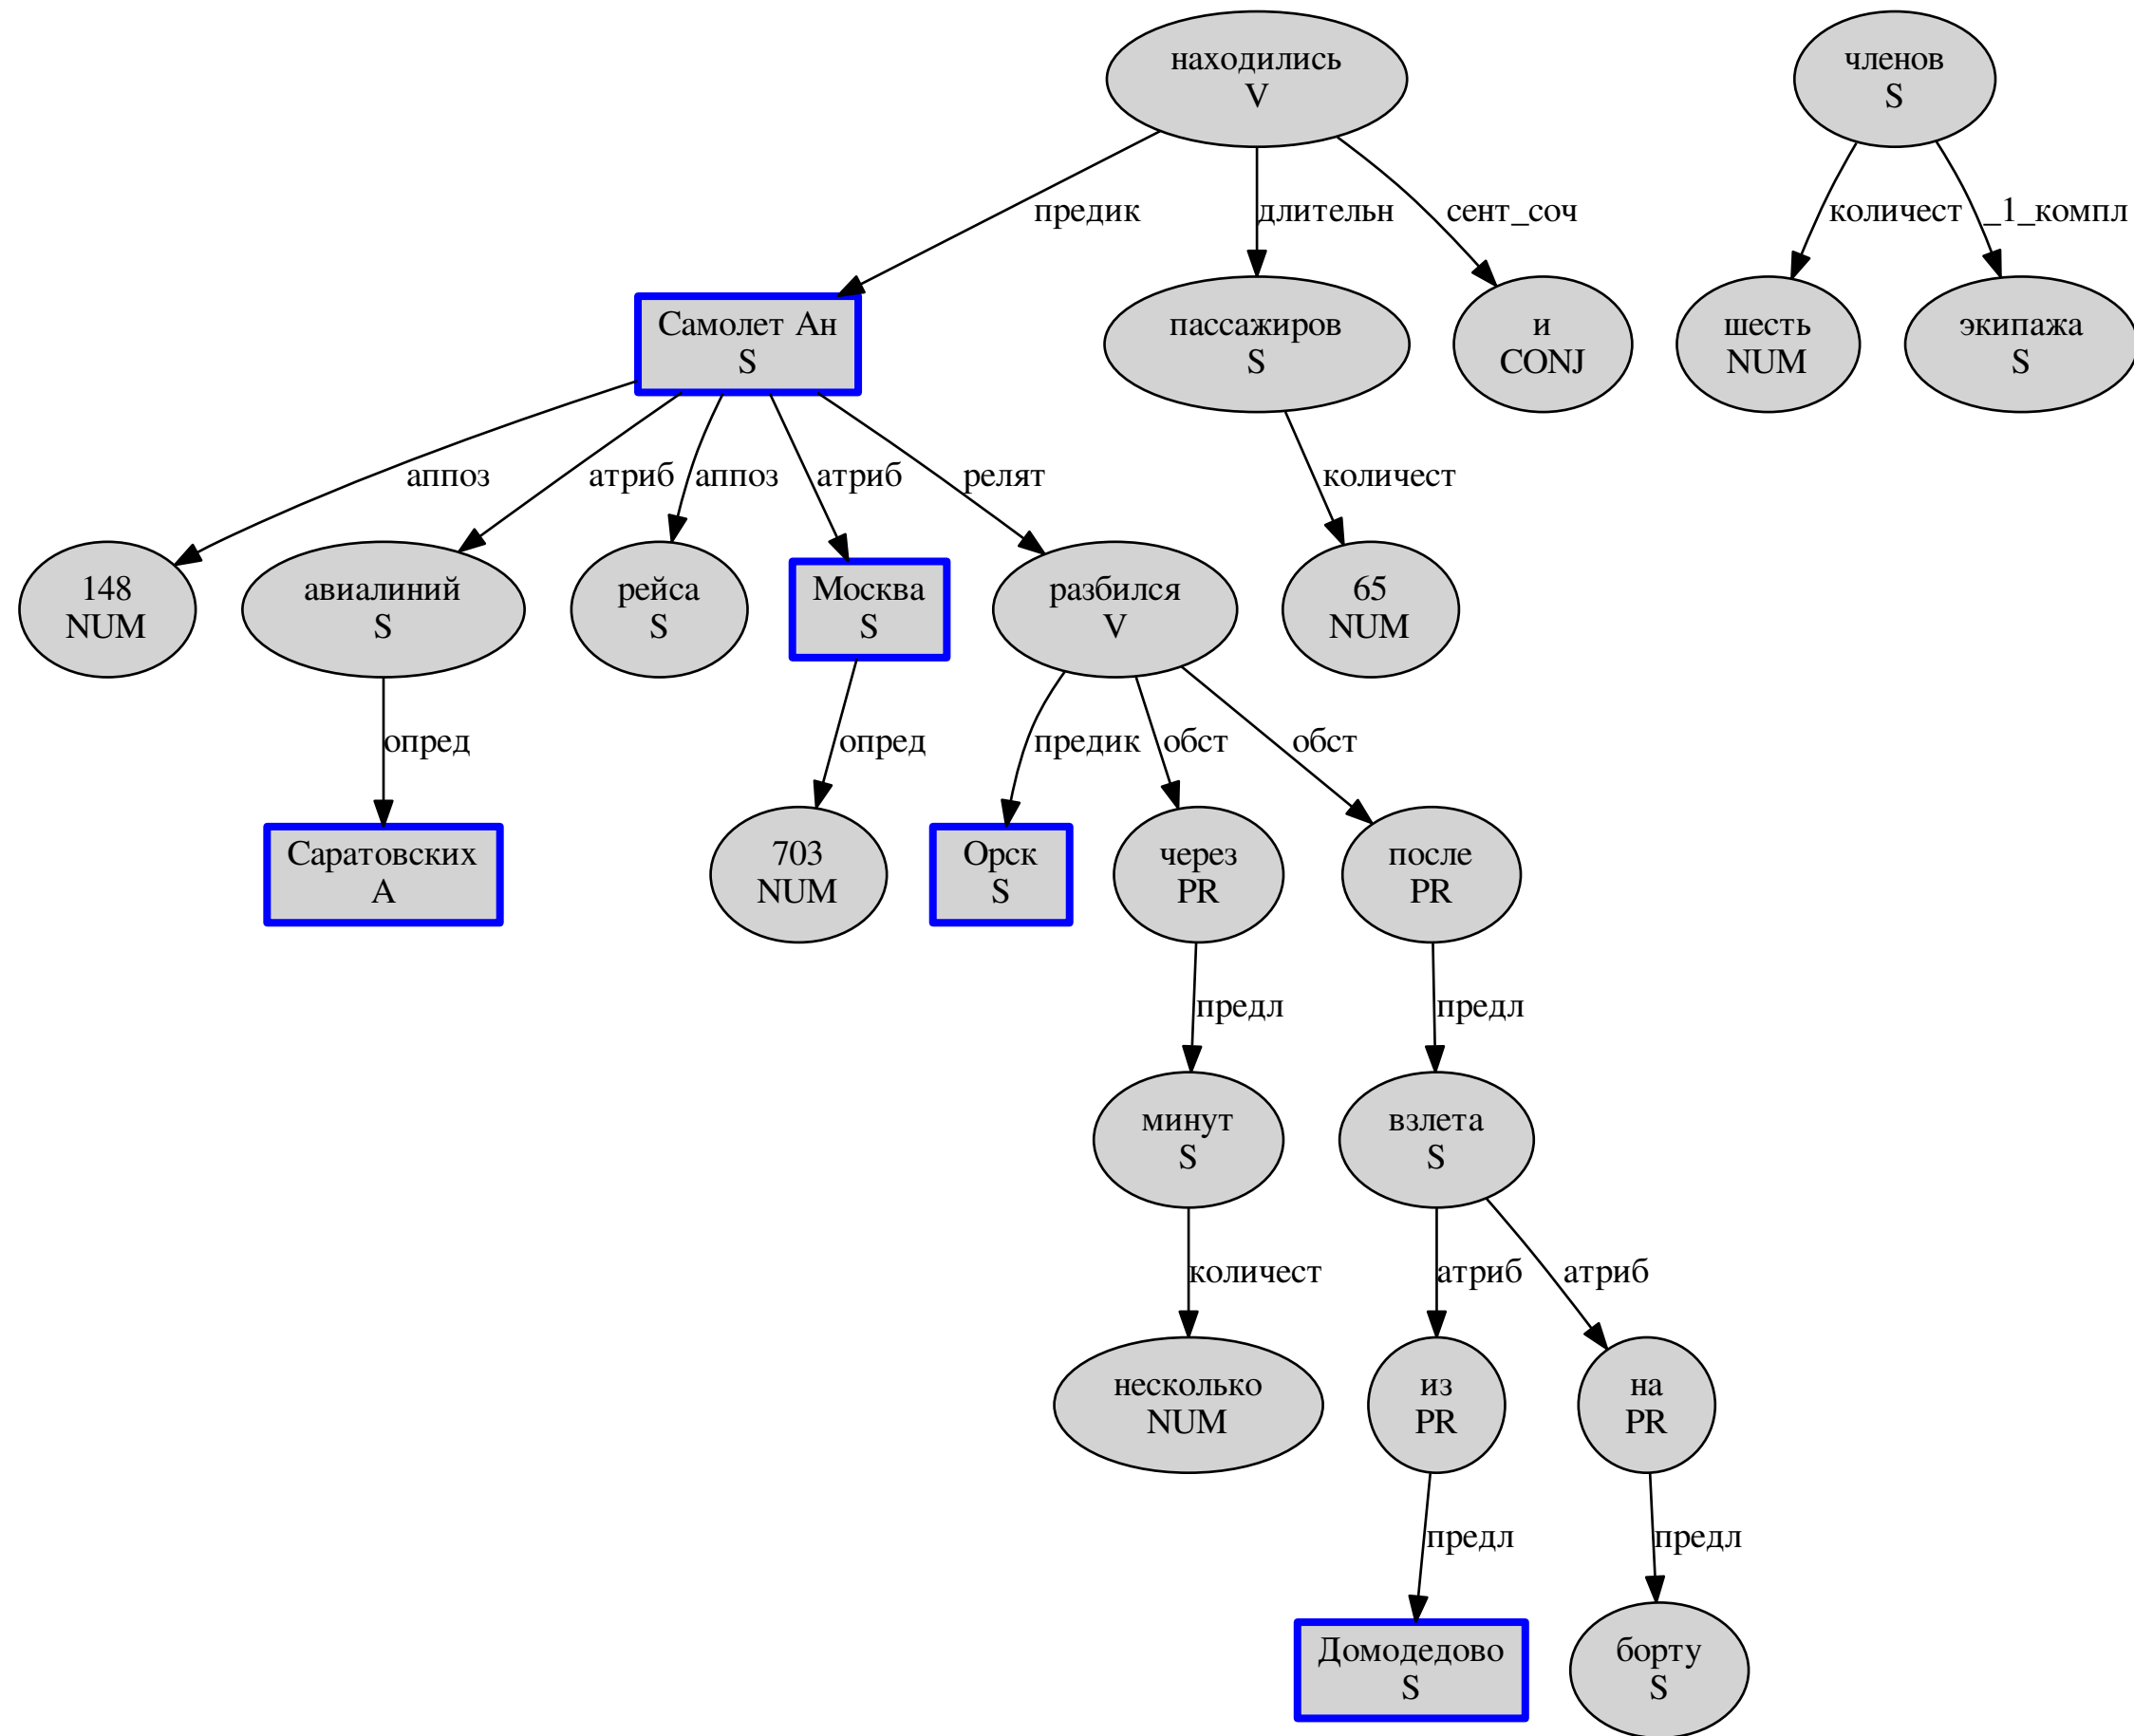 находились
V
членов
S
предик
длительн
сент_соч
количест
_1_компл
Самолет Ан
S
пассажиров
S
и
CONJ
шесть
NUM
экипажа
S
аппоз
атриб
аппоз
атриб
релят
количест
148
NUM
авиалиний
S
рейса
S
Москва
S
разбился
V
65
NUM
опред
опред
предик
обст
обст
Саратовских
A
703
NUM
Орск
S
через
PR
после
PR
предл
предл
минут
S
взлета
S
количест
атриб
атриб
несколько
NUM
из
PR
на
PR
предл
предл
Домодедово
S
борту
S